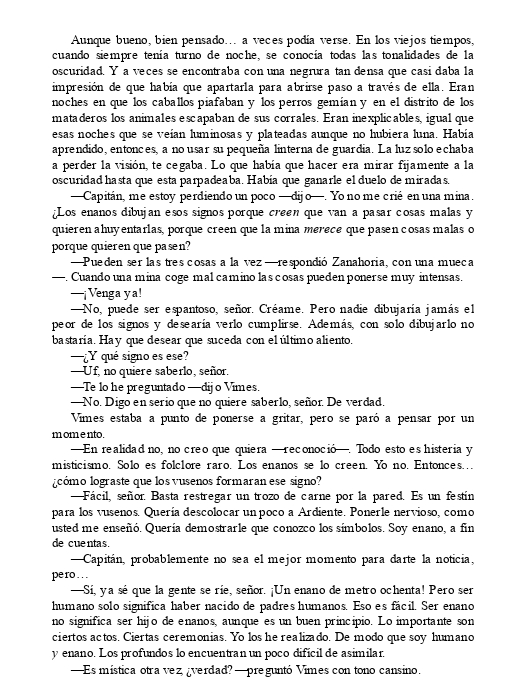 Aunque bueno, bien pensado… a veces podía verse. En los viejos tiempos,
cuando siempre tenía turno de noche, se conocía todas las tonalidades de la
oscuridad. Y a veces se encontraba con una negrura tan densa que casi daba la
impresión de que había que apartarla para abrirse paso a través de ella. Eran
noches en que los caballos piafaban y los perros gemían y en el distrito de los
mataderos los animales escapaban de sus corrales. Eran inexplicables, igual que
esas noches que se veían luminosas y plateadas aunque no hubiera luna. Había
aprendido, entonces, a no usar su pequeña linterna de guardia. La luz solo echaba
a perder la visión, te cegaba. Lo que había que hacer era mirar fijamente a la
oscuridad hasta que esta parpadeaba. Había que ganarle el duelo de miradas.
—Capitán, me estoy perdiendo un poco —dijo—. Yo no me crié en una mina.
¿Los enanos dibujan esos signos porque creen que van a pasar cosas malas y
quieren ahuyentarlas, porque creen que la mina merece que pasen cosas malas o
porque quieren que pasen?
—Pueden ser las tres cosas a la vez —respondió Zanahoria, con una mueca
—. Cuando una mina coge mal camino las cosas pueden ponerse muy intensas.
—¡Venga ya!
—No, puede ser espantoso, señor. Créame. Pero nadie dibujaría jamás el
peor de los signos y desearía verlo cumplirse. Además, con solo dibujarlo no
bastaría. Hay que desear que suceda con el último aliento.
—¿Y qué signo es ese?
—Uf, no quiere saberlo, señor.
—Te lo he preguntado —dijo Vimes.
—No. Digo en serio que no quiere saberlo, señor. De verdad.
Vimes estaba a punto de ponerse a gritar, pero se paró a pensar por un
momento.
—En realidad no, no creo que quiera —reconoció—. Todo esto es histeria y
misticismo. Solo es folclore raro. Los enanos se lo creen. Yo no. Entonces…
¿cómo lograste que los vusenos formaran ese signo?
—Fácil, señor. Basta restregar un trozo de carne por la pared. Es un festín
para los vusenos. Quería descolocar un poco a Ardiente. Ponerle nervioso, como
usted me enseñó. Quería demostrarle que conozco los símbolos. Soy enano, a fin
de cuentas.
—Capitán, probablemente no sea el mejor momento para darte la noticia,
pero…
—Sí, ya sé que la gente se ríe, señor. ¡Un enano de metro ochenta! Pero ser
humano solo significa haber nacido de padres humanos. Eso es fácil. Ser enano
no significa ser hijo de enanos, aunque es un buen principio. Lo importante son
ciertos actos. Ciertas ceremonias. Yo los he realizado. De modo que soy humano
y enano. Los profundos lo encuentran un poco difícil de asimilar.
—Es mística otra vez, ¿verdad? —preguntó Vimes con tono cansino.